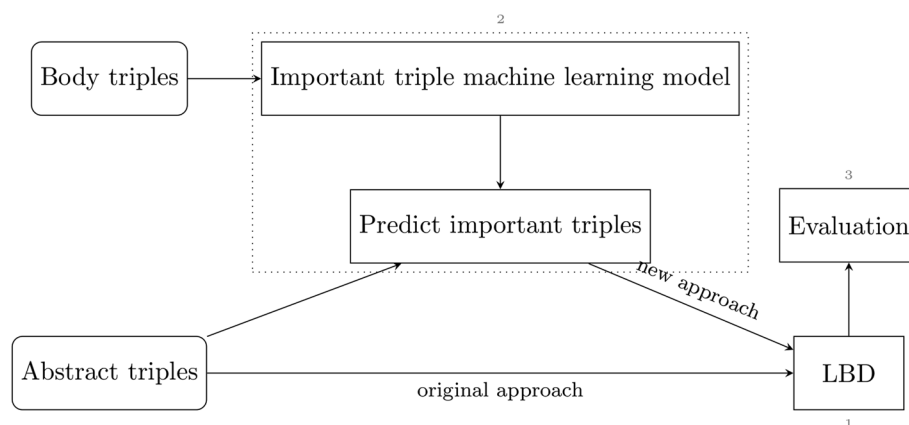 2
Body triples
Important triple machine learning model
3
Predict important triples
Evaluation
new approach
Abstract triples
LBD
original approach
1